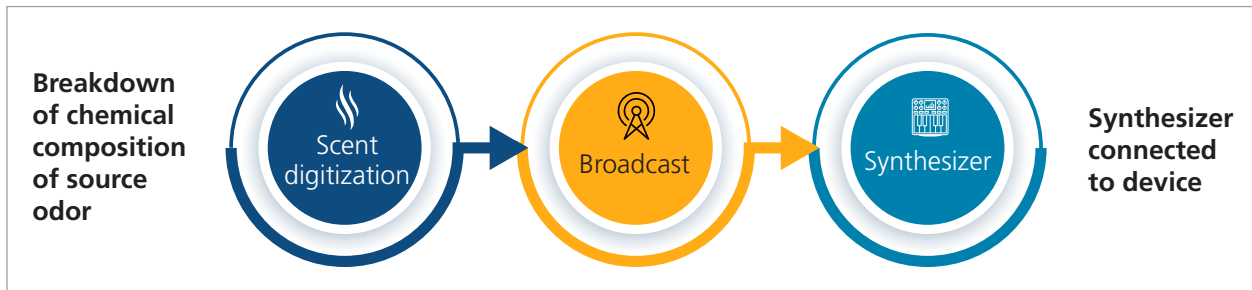 Breakdown
of chemical
composition
of source
odor
Scent
digitization
Broadcast
Synthesizer
Synthesizer
connected
to device